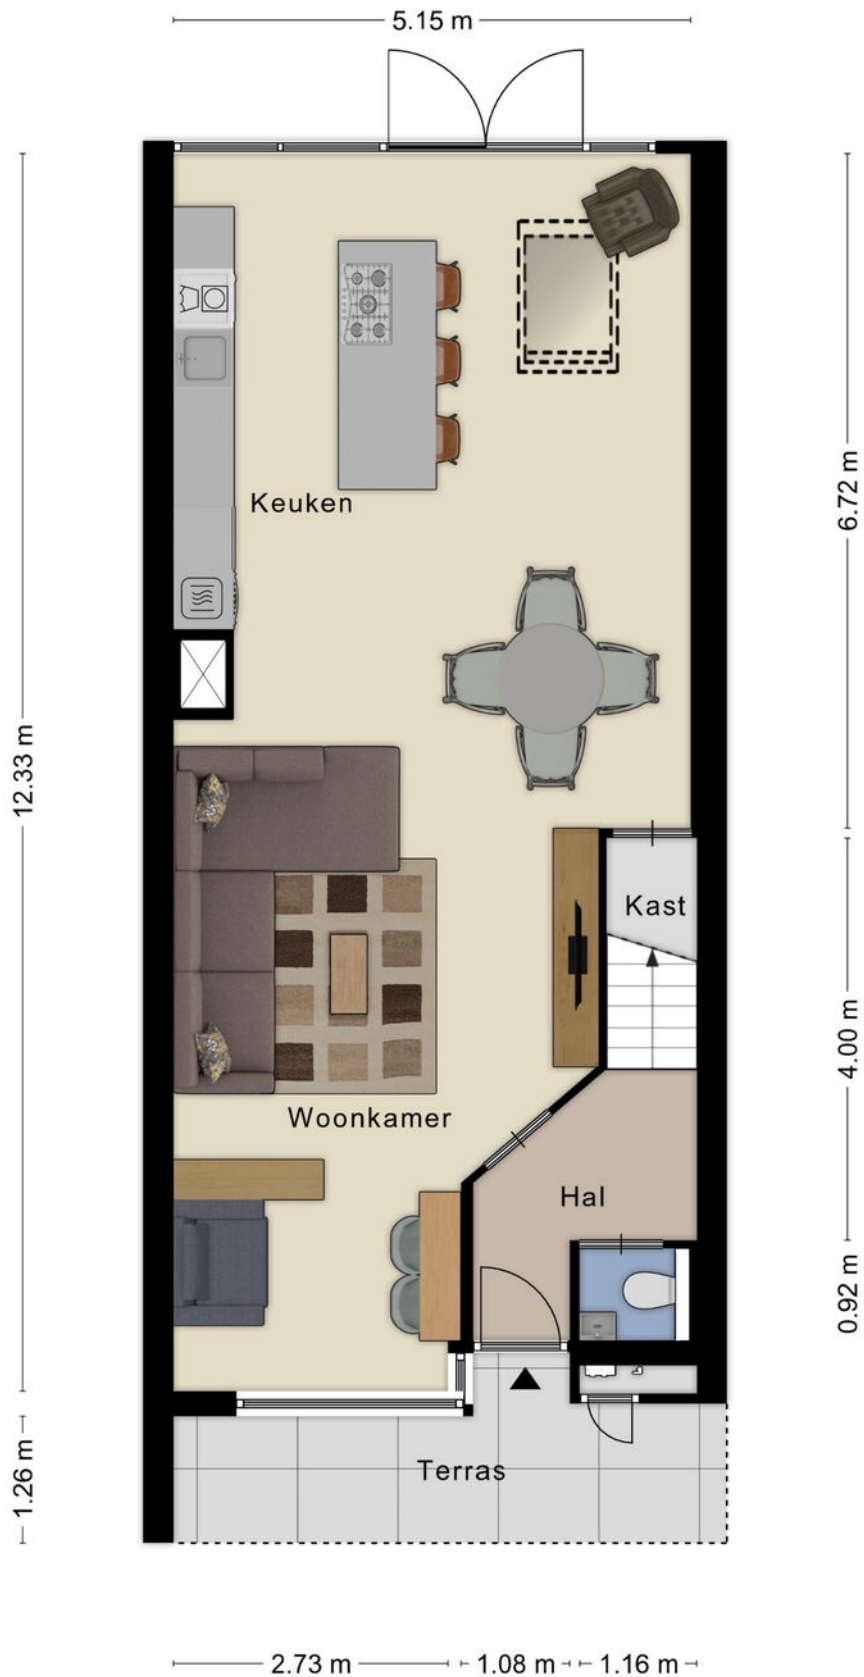 5.15 m
6.72 m
Keuken
12.33 m
Kast
4.00 m
Woonkamer
Hal
0.92 m
1.26 m
Terras
2.73 m
1.08 m
1.16 m